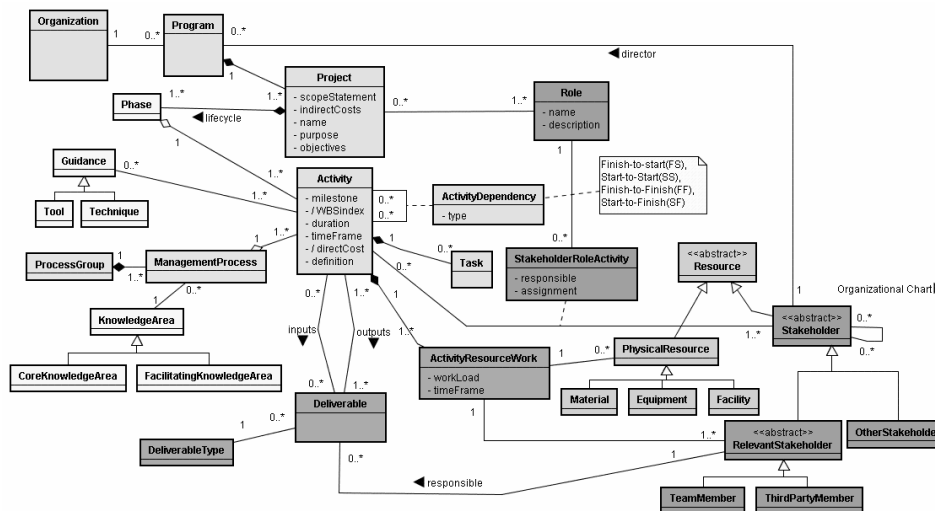 Organization
Program
1
0..*
0..*
director
1
Project
- scopeStatement
- indirectCosts
- name
- purpose
- objectives
1..*
1..*
1
lifecycle
Phase
1
1..*
0..*
1..*
Role
- name
- description
1
0..*
Guidance
0..*
1..*
Tool
Technique
Activity
- milestone
- / WBSindex
- duration
- timeFrame
- / directCost
- definition
0..*
0..*
ActivityDependency
- type
Finish-to-start(FS),
Start-to-Start(SS),
Finish-to-Finish(FF),
Start-to-Finish(SF)
ProcessGroup
1
1..*
ManagementProcess
1
1..*
0..*
1
KnowledgeArea
CoreKnowledgeArea
FacilitatingKnowledgeArea
1
0..*
Task
0..*
StakeholderRoleActivity
- responsible
- assignment
<<abstract>>
Resource
Organizational Chart
1
<<abstract>>
Stakeholder
0..*
0..*
1..*
0..*
1..*
inputs
outputs
0..*
1..*
1
1..*
ActivityResourceWork
- workLoad
- timeFrame
1
0..*
PhysicalResource
Material
Equipment
Facility
1
1..*
Deliverable
0..*
1
DeliverableType
0..*
responsible
1
<<abstract>>
RelevantStakeholder
OtherStakeholde
TeamMember
ThirdPartyMember